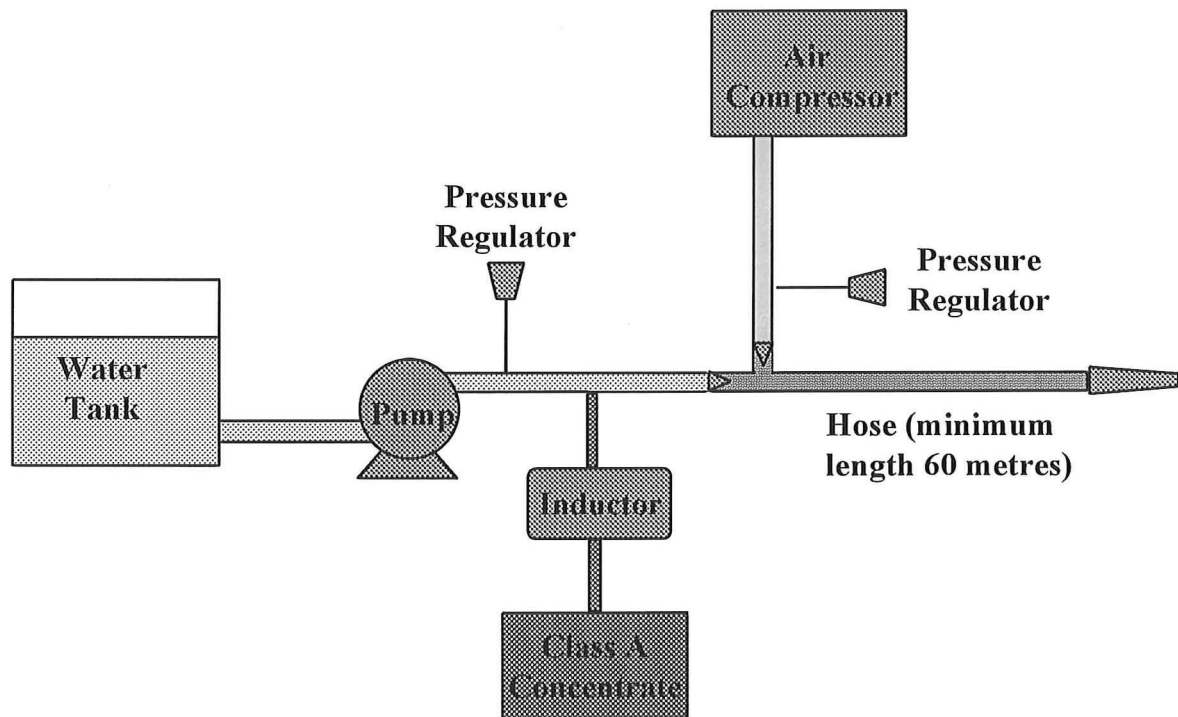 Air
Compressor
Pressure
Regulator
Pressure
Regulator
Water
Tank
Pump
Hose (minimum
length 60 metres)
Inductor
Class A
Concentrate